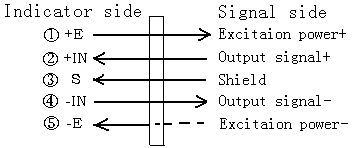 Indicator side Signal side
① +E Excitaion power+
② +IN Output signal+
③ S Shield
④ -IN Output signal-
⑤ -E Excitaion power-